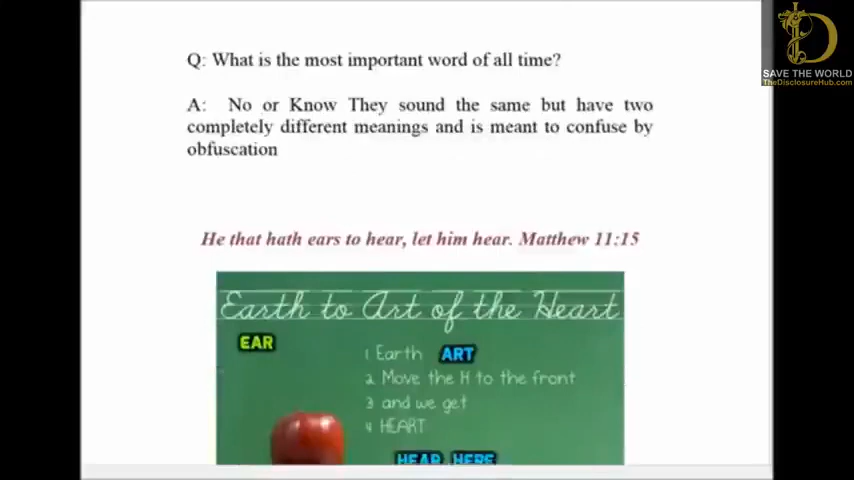 SAVE THE WORLD
TheDisclosureHub.com
Q: What is the most important word of all time?
A: No or Know They sound the same but have two
completely different meanings and is meant to confuse by
obfuscation
He that hath ears to hear, let him hear. Matthew 11:15
Earth to Art of the Heart
EAR
1 Earth ART
2 Move the H to the front
3 and we get
4 HEART
HEAR HERE